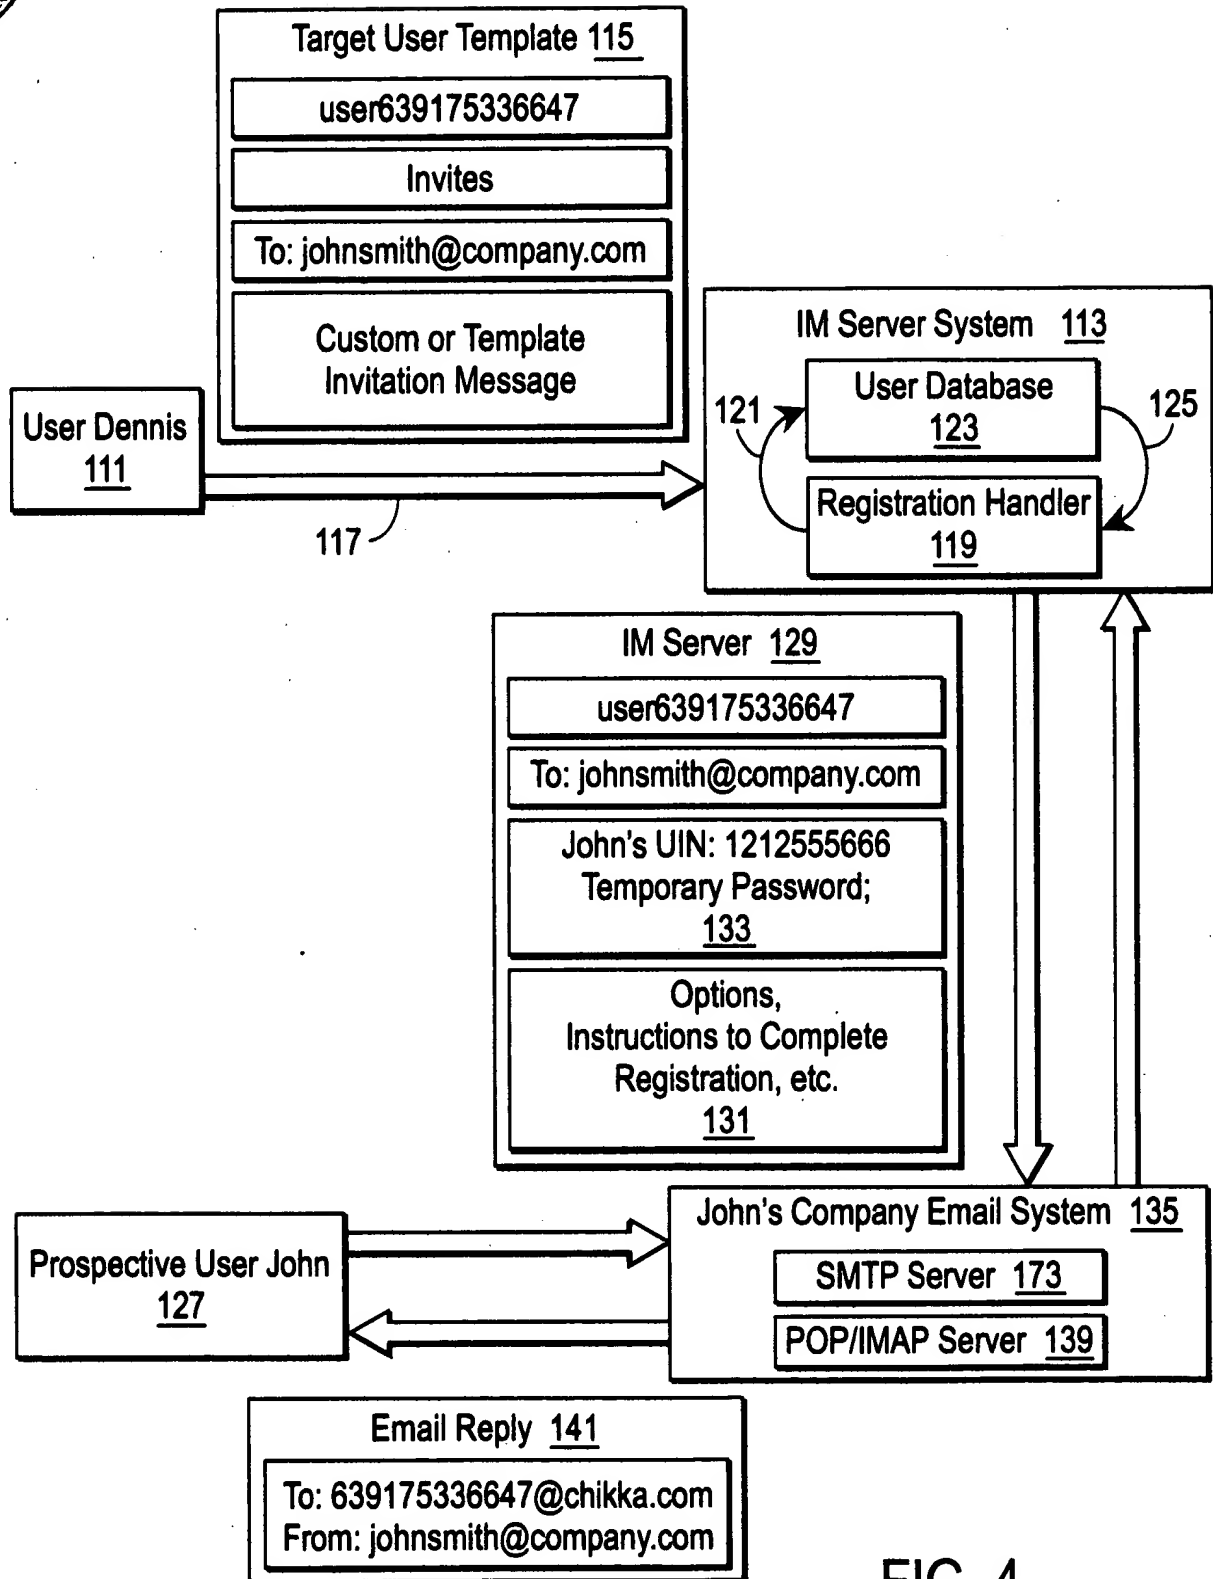 Target User Template 115
user639175336647
Invites
To: johnsmith@company.com
Custom or Template
Invitation Message
User Dennis
111
117
IM Server System 113
User Database
123
121
125
Registration Handler
119
IM Server 129
user639175336647
To: johnsmith@company.com
John's UIN: 1212555666
Temporary Password;
133
Options,
Instructions to Complete
Registration, etc.
131
Prospective User John
127
John's Company Email System 135
SMTP Server 173
POP/IMAP Server 139
Email Reply 141
To: 639175336647@chikka.com
From: johnsmith@company.com
FIG. 4